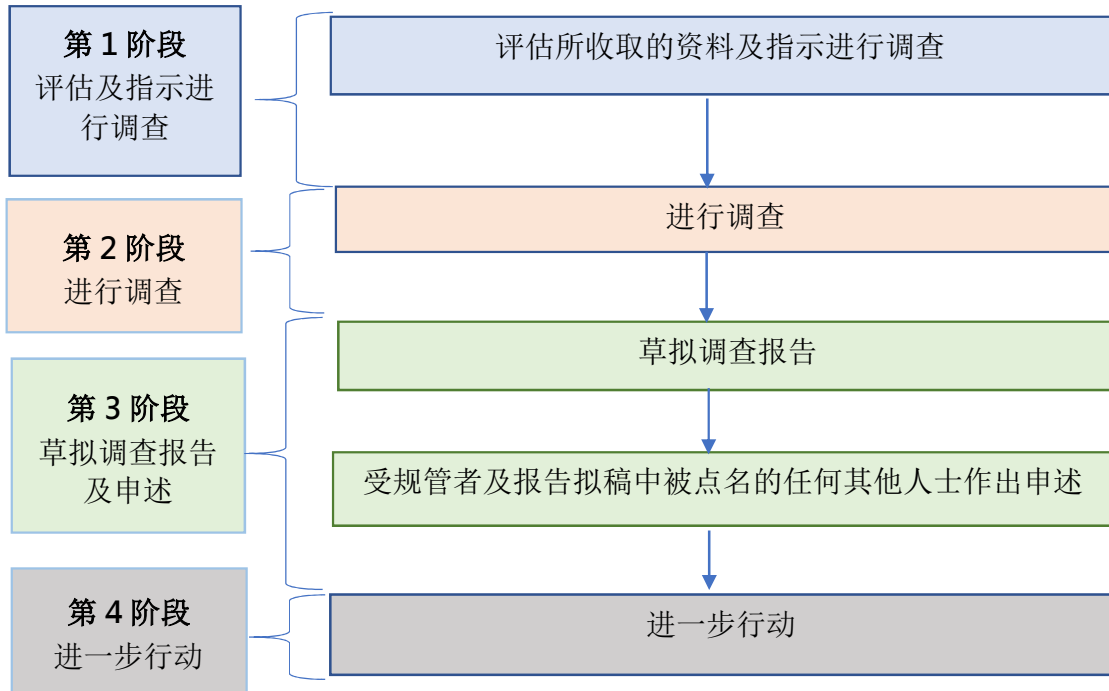 第 1 阶段
评估及指示进
行调查
评估所收取的资料及指示进行调查
第 2 阶段
进行调查
进行调查
第 3 阶段
草拟调查报告
及申述
草拟调查报告
受规管者及报告拟稿中被点名的任何其他人士作出申述
第 4 阶段
进一步行动
进一步行动